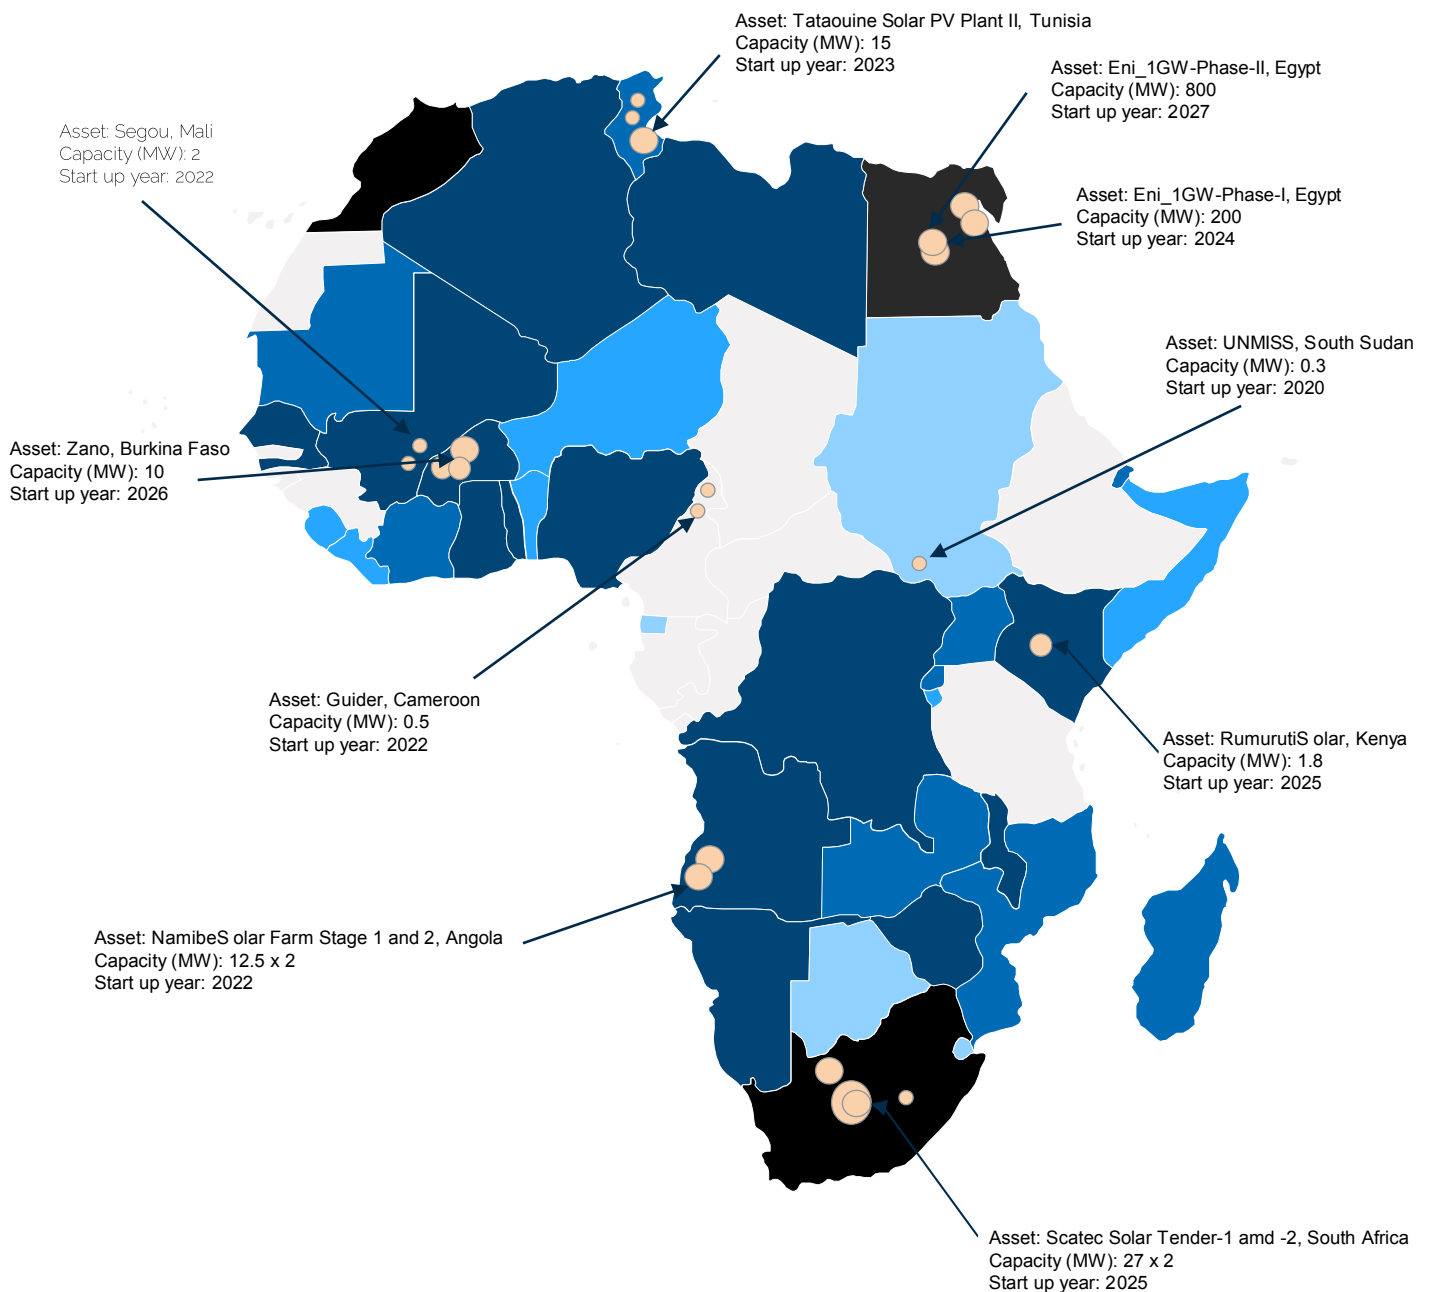 Asset: Tataouine Solar PV Plant II, Tunisia
Capacity (MW): 15
Start up year: 2023
Asset: Eni_1GW-Phase-II, Egypt
Capacity (MW): 800
Start up year: 2027
Asset: Segou, Mali
Capacity (MW): 2
Start up year: 2022
Asset: Eni_1GW-Phase-I, Egypt
Capacity (MW): 200
Start up year: 2024
Asset: UNMISS, South Sudan
Capacity (MW): 0.3
Start up year: 2020
Asset: Zano, Burkina Faso
Capacity (MW): 10
Start up year: 2026
Asset: Guider, Cameroon
Capacity (MW): 0.5
Start up year: 2022
Asset: RumurutiS olar, Kenya
Capacity (MW): 1.8
Start up year: 2025
Asset: NamibeS olar Farm Stage 1 and 2, Angola
Capacity (MW): 12.5 x 2
Start up year: 2022
Asset: Scatec Solar Tender-1 amd -2, South Africa
Capacity (MW): 27 x 2
Start up year: 2025